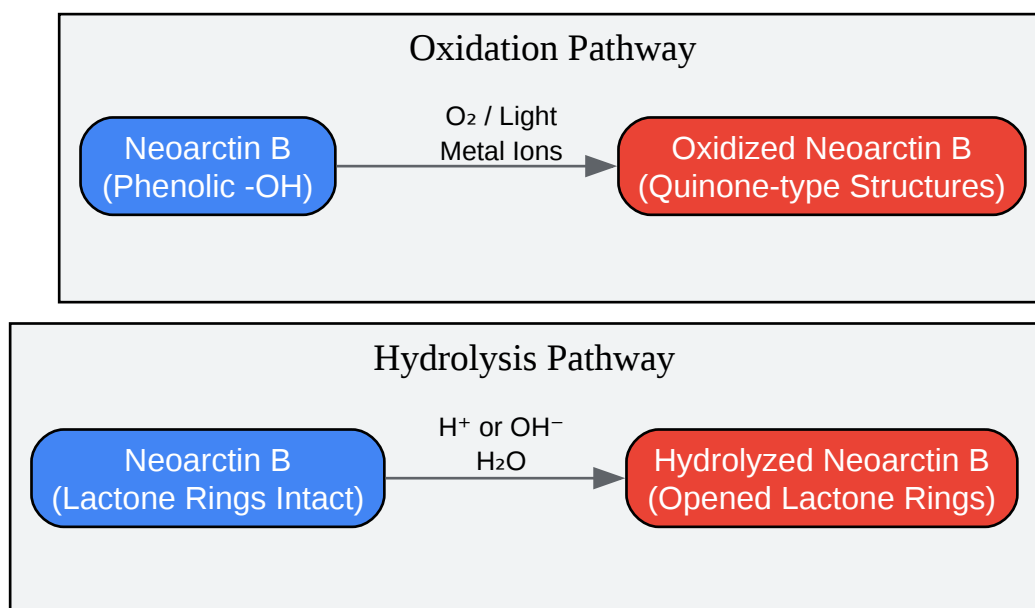 Oxidation Pathway
Neoarctin B
(Phenolic -OH)
O₂ / Light
Metal Ions
Oxidized Neoarctin B
(Quinone-type Structures)
Hydrolysis Pathway
Neoarctin B
(Lactone Rings Intact)
H⁺ or OH⁻
H₂O
Hydrolyzed Neoarctin B
(Opened Lactone Rings)